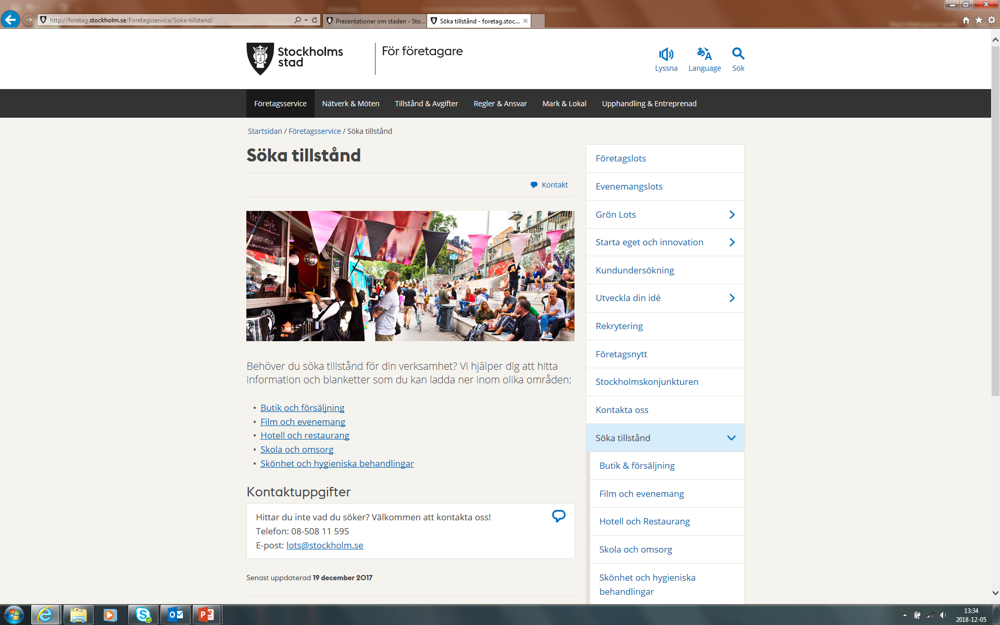 http://foretag.stockholm.se/Foretagsservice/Soka-tillstand/
Presentationer om staden - Sto...
Söka tillstånd - foretag.stoc...
Stockholms
stad
För företagare
Lyssna
Language
Sök
Företagsservice
Nätverk & Möten
Tillstånd & Avgifter
Regler & Ansvar
Mark & Lokal
Upphandling & Entreprenad
Startsidan / Företagsservice / Söka tillstånd
Söka tillstånd
Kontakt
York style
over rice
Behöver du söka tillstånd för din verksamhet? Vi hjälper dig att hitta
information och blanketter som du kan ladda ner inom olika områden:
• Butik och försäljning
• Film och evenemang
• Hotell och restaurang
• Skola och omsorg
• Skönhet och hygieniska behandlingar
Kontaktuppgifter
Hittar du inte vad du söker? Välkommen att kontakta oss!
Telefon: 08-508 11 595
E-post: lots@stockholm.se
Senast uppdaterad 19 december 2017
Företagslots
Evenemangslots
Grön Lots
Starta eget och innovation
Kundundersökning
Utveckla din idé
Rekrytering
Företagsnytt
Stockholmskonjunkturen
Kontakta oss
Söka tillstånd
Butik & försäljning
Film och evenemang
Hotell och Restaurang
Skola och omsorg
Skönhet och hygieniska
behandlingar
13:34
2018-12-05